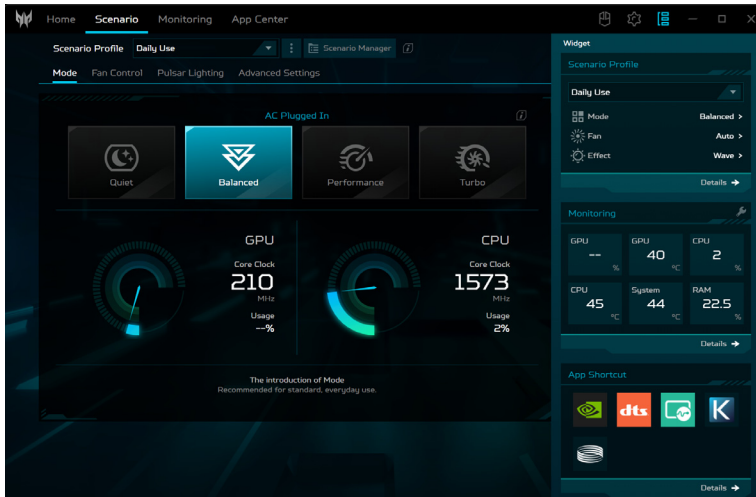 Home Scenario Monitoring App Center
Scenario Profile Daily Use Scenario Manager
Mode Fan Control Pulsar Lighting Advanced Settings
AC Plugged In
Quiet Balanced Performance Turbo
GPU
Core Clock
210
MHz
Usage
--%
CPU
Core Clock
1573
MHz
Usage
2%
The introduction of Mode
Recommended for standard, everyday use.
Widget
Scenario Profile
Daily Use
Mode Balanced >
Fan Auto >
Effect Wave >
Details →
Monitoring
GPU
--
%
GPU
40
°C
CPU
2
%
CPU
45
°C
System
44
°C
RAM
22.5
%
Details →
App Shortcut
dts
K
Details →